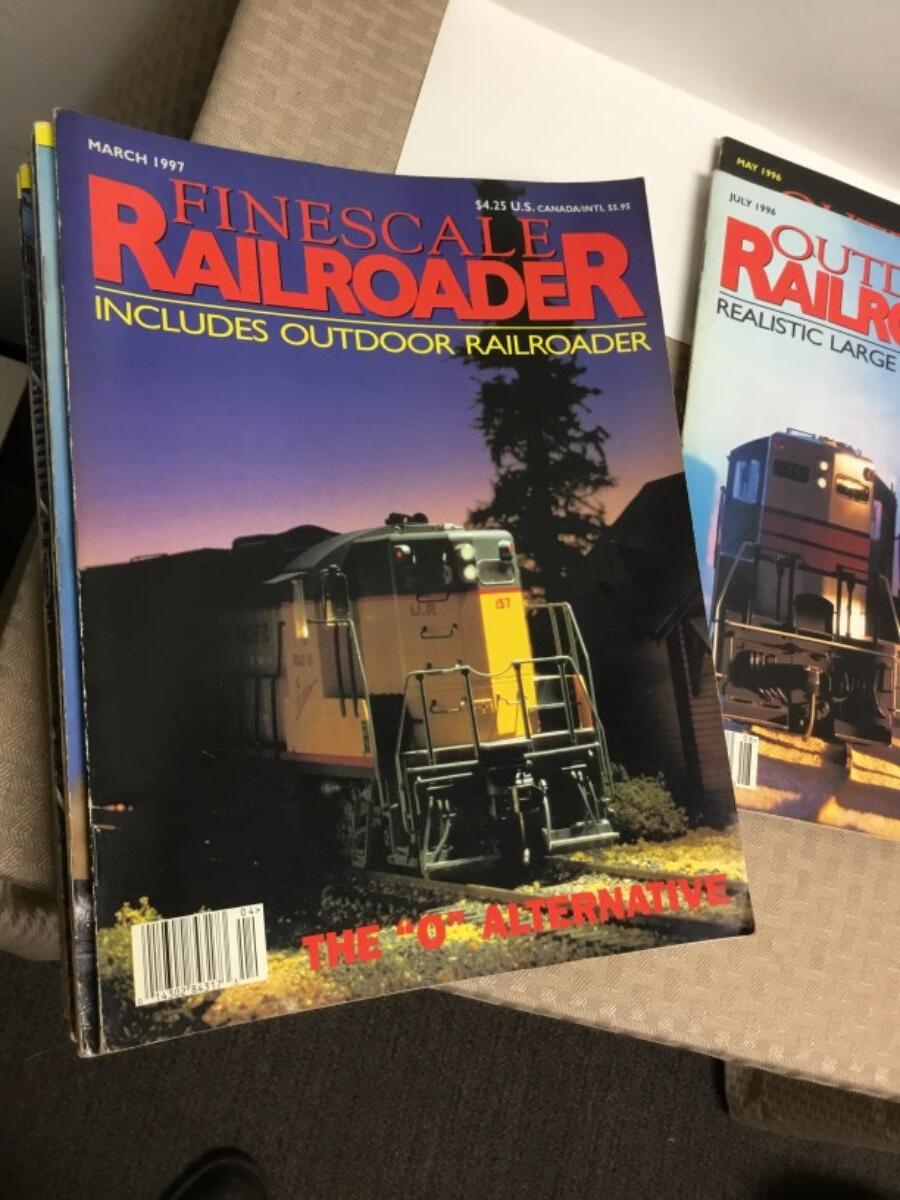 MARCH 1997
$4.25 U.S. CANADA/INTL $5.95
FINESCALE
RAILROADER
INCLUDES OUTDOOR RAILROADER
U.P.
157
THE "O" ALTERNATIVE
04>
MAY 1996
JULY 1996
RAILRO
REALISTIC LARGE